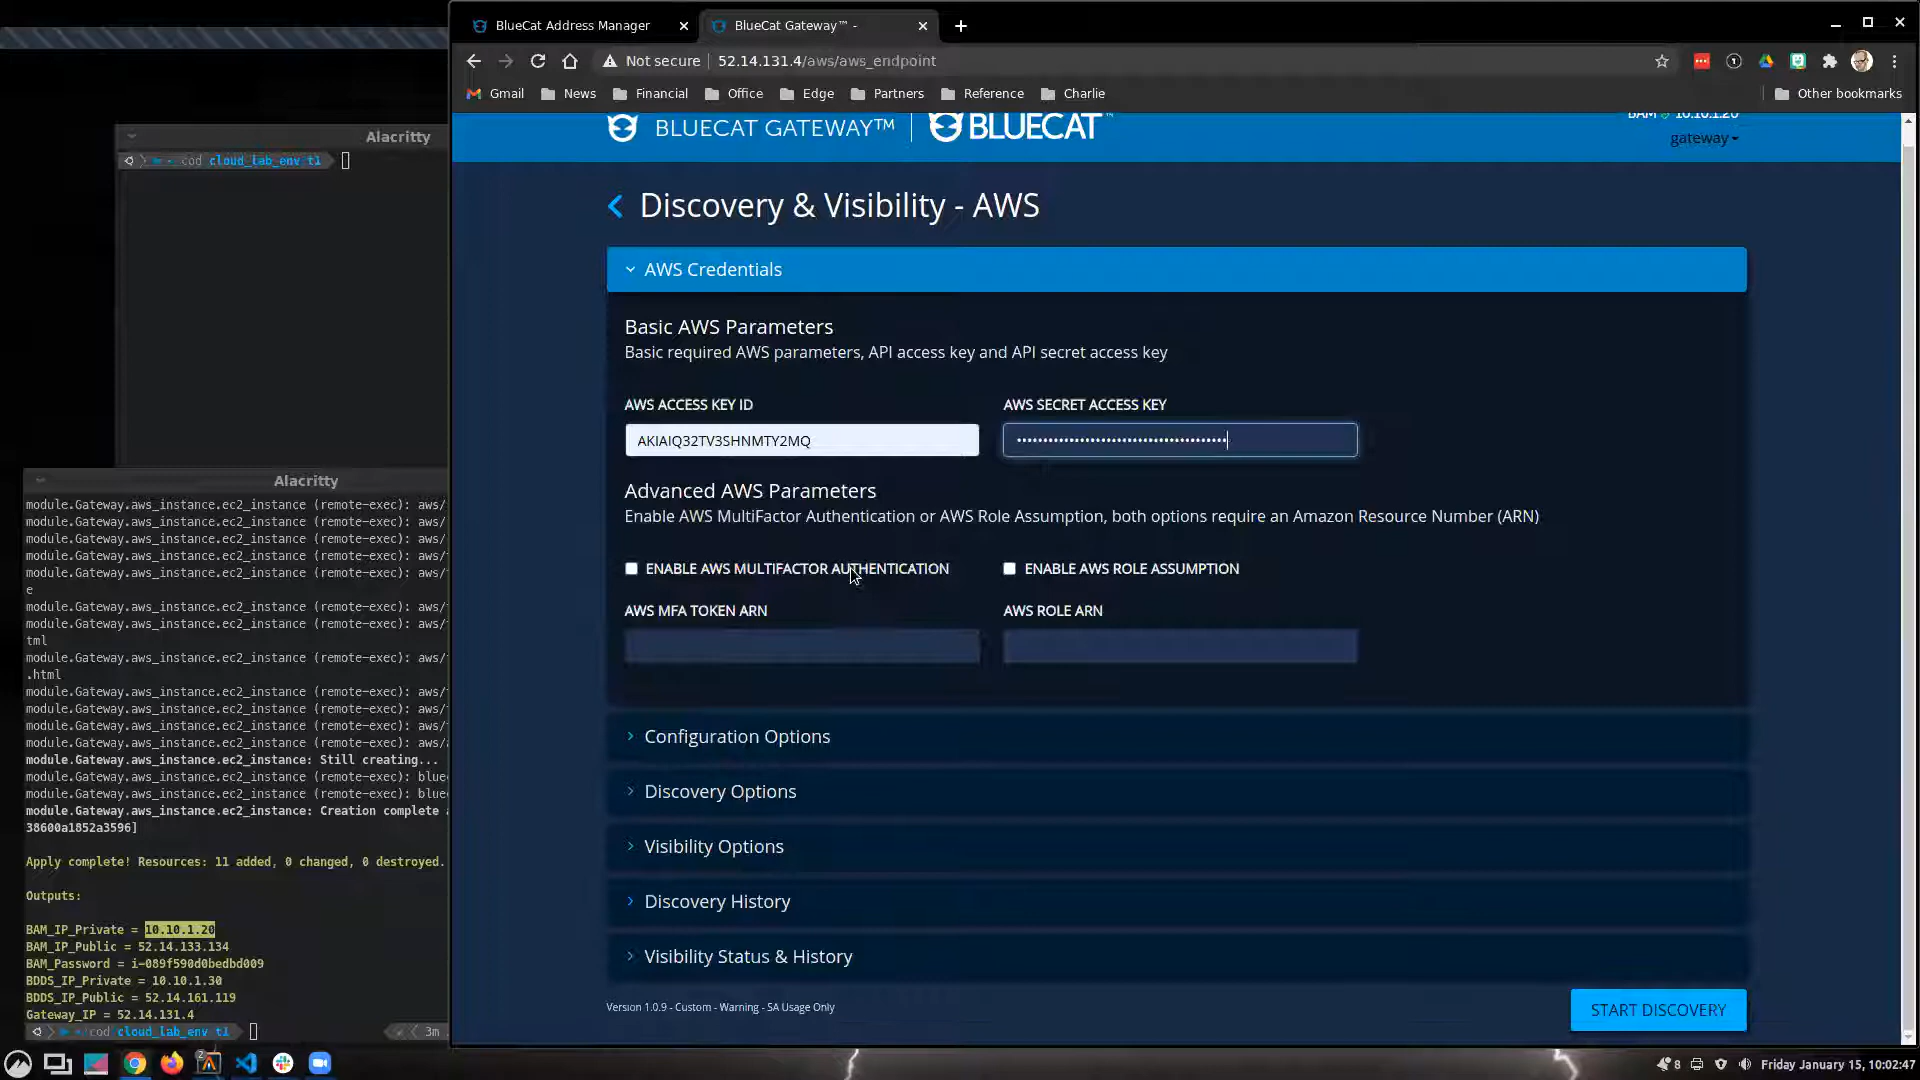 BlueCat Address Manager
BlueCat Gateway™ -
Not secure
52.14.131.4/aws/aws_endpoint
Gmail
News
Financial
Office
Edge
Partners
Reference
Charlie
Other bookmarks
BLUECAT GATEWAY™
BLUECAT™
BAM 10.10.1.20
gateway
Discovery & Visibility - AWS
AWS Credentials
Basic AWS Parameters
Basic required AWS parameters, API access key and API secret access key
AWS ACCESS KEY ID
AWS SECRET ACCESS KEY
AKIAIQ32TV3SHNMTY2MQ
••••••••••••••••••••••••••••••••••••••••
Advanced AWS Parameters
Enable AWS MultiFactor Authentication or AWS Role Assumption, both options require an Amazon Resource Number (ARN)
ENABLE AWS MULTIFACTOR AUTHENTICATION
ENABLE AWS ROLE ASSUMPTION
AWS MFA TOKEN ARN
AWS ROLE ARN
Configuration Options
Discovery Options
Visibility Options
Discovery History
Visibility Status & History
Version 1.0.9 - Custom - Warning - SA Usage Only
START DISCOVERY
Alacritty
cod cloud_lab_env t1
Alacritty
module.Gateway.aws_instance.ec2_instance (remote-exec): aws/
module.Gateway.aws_instance.ec2_instance (remote-exec): aws/
module.Gateway.aws_instance.ec2_instance (remote-exec): aws/
module.Gateway.aws_instance.ec2_instance (remote-exec): aws/
module.Gateway.aws_instance.ec2_instance (remote-exec): aws/
e
module.Gateway.aws_instance.ec2_instance (remote-exec): aws/
module.Gateway.aws_instance.ec2_instance (remote-exec): aws/
tml
module.Gateway.aws_instance.ec2_instance (remote-exec): aws/
.html
module.Gateway.aws_instance.ec2_instance (remote-exec): aws/
module.Gateway.aws_instance.ec2_instance (remote-exec): aws/
module.Gateway.aws_instance.ec2_instance (remote-exec): aws/
module.Gateway.aws_instance.ec2_instance (remote-exec): aws/
module.Gateway.aws_instance.ec2_instance: Still creating...
module.Gateway.aws_instance.ec2_instance (remote-exec): blue
module.Gateway.aws_instance.ec2_instance (remote-exec): blue
module.Gateway.aws_instance.ec2_instance: Creation complete a
38600a1852a3596]
Apply complete! Resources: 11 added, 0 changed, 0 destroyed.
Outputs:
BAM_IP_Private = 10.10.1.20
BAM_IP_Public = 52.14.133.134
BAM_Password = i-089f590d0bedbd009
BDDS_IP_Private = 10.10.1.30
BDDS_IP_Public = 52.14.161.119
Gateway_IP = 52.14.131.4
cod cloud_lab_env t1
3m
2
8
Friday January 15, 10:02:47